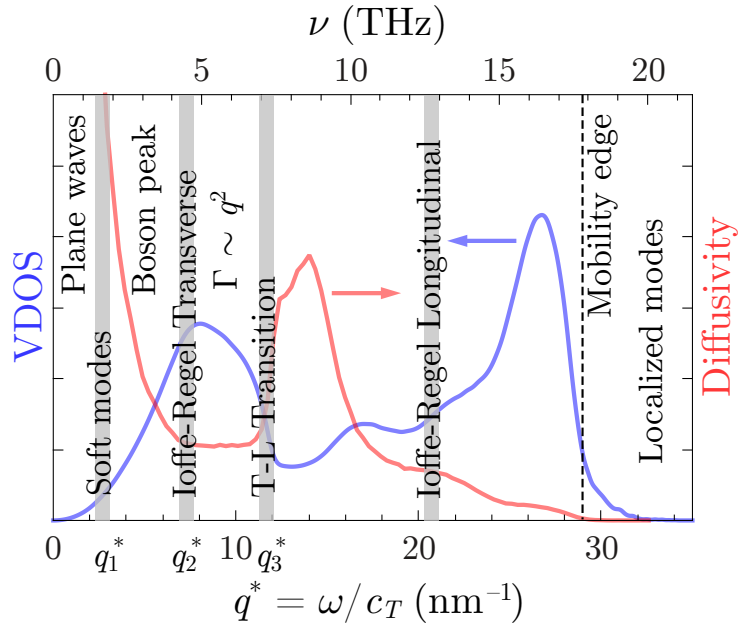 ν (THz)
0 5 10 15 20
Plane waves
Soft modes
Boson peak
Ioffe-Regel Transverse
Γ ∼ q²
T-L Transition
Ioffe-Regel Longitudinal
Mobility edge
Localized modes
VDOS
Diffusivity
0 10 20 30
q₁* q₂* q₃*
q* = ω/c_T (nm⁻¹)